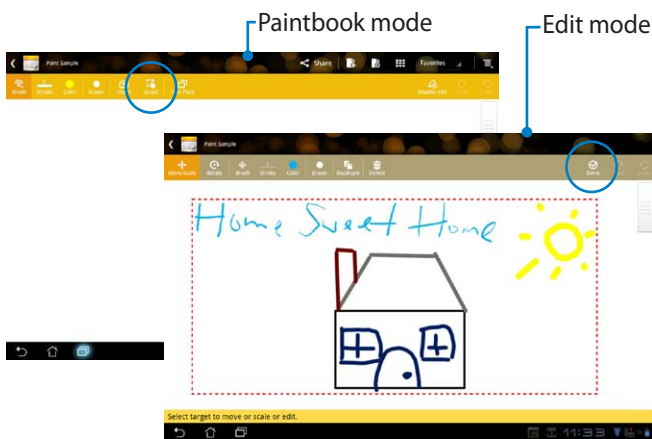 Paintbook mode
Edit mode
Paint Sample
Share
Favorites
Brush Stroke Color Eraser Select
Disable edit
Paint Sample
Move/Scale Rotate Brush Stroke Color Eraser Duplicate Delete
Done
Home Sweet Home
Select target to move or scale or edit.
11:33